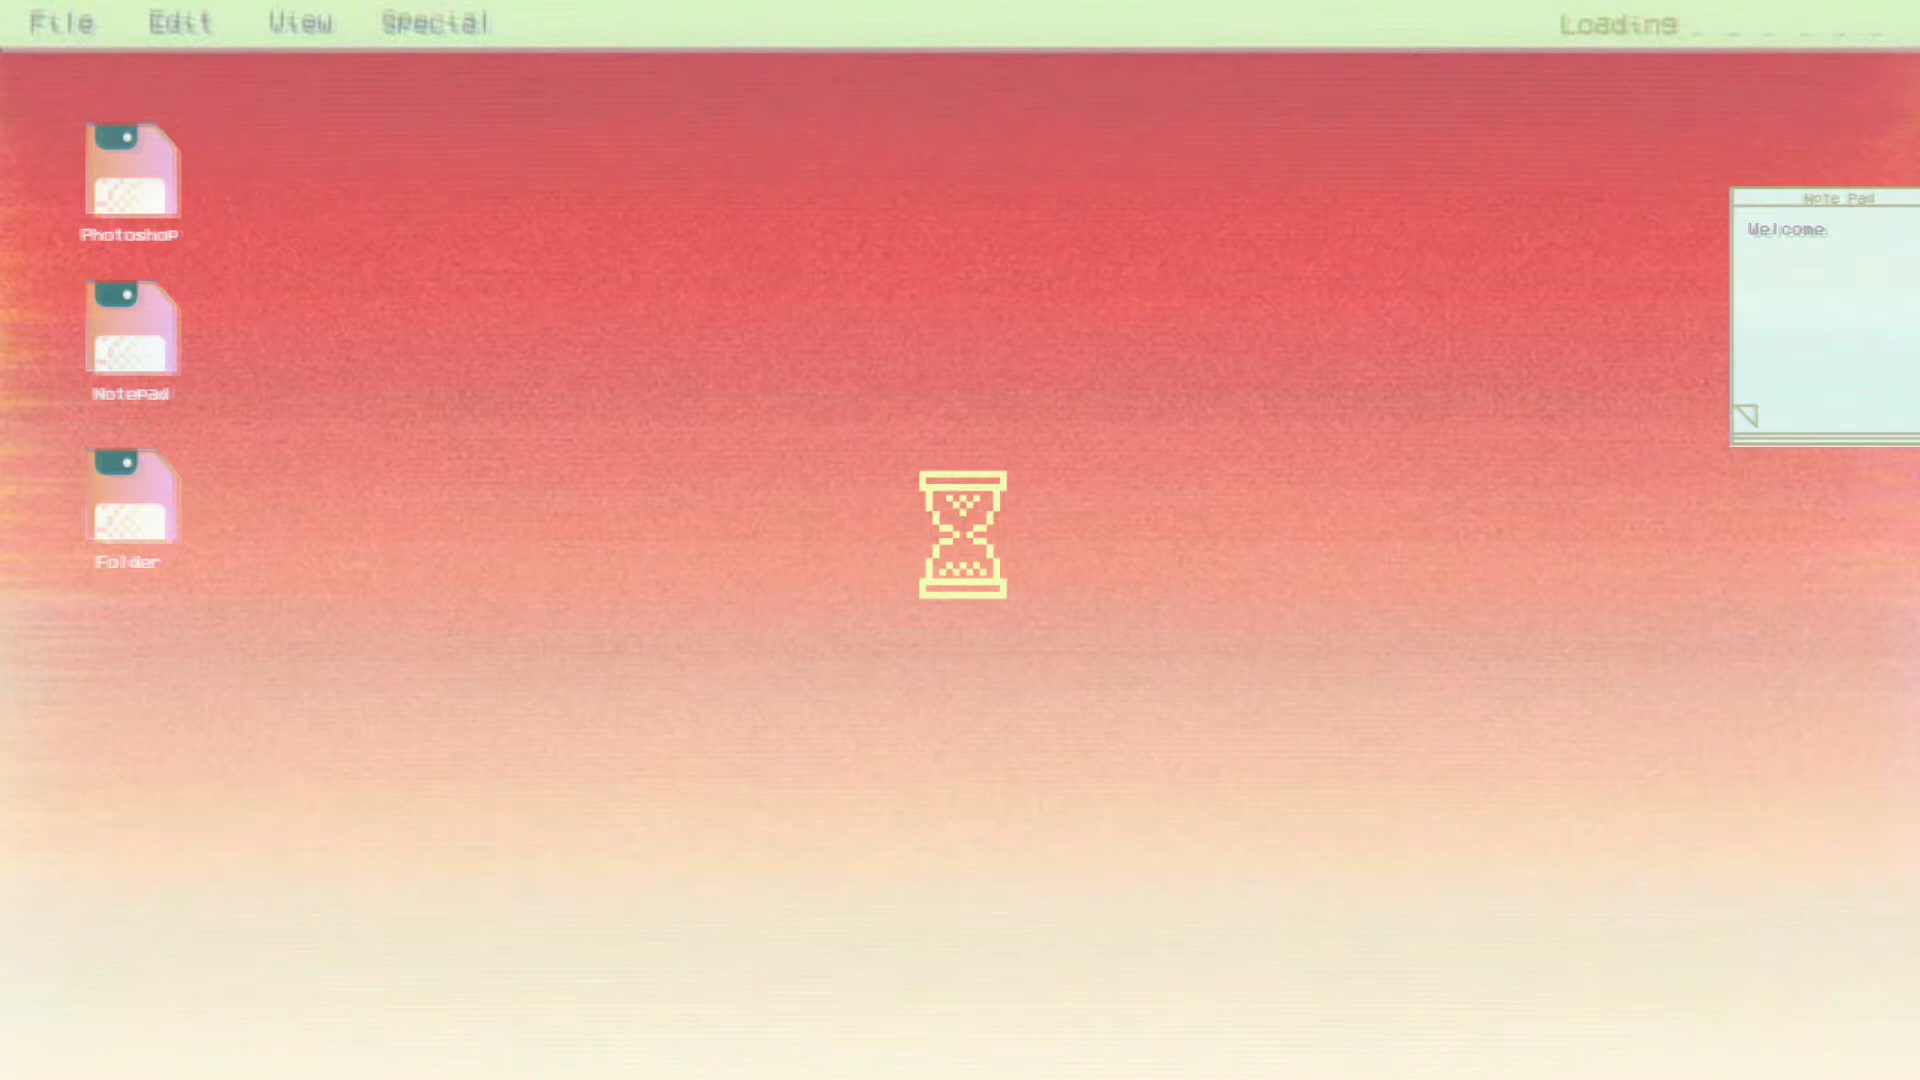 File Edit View Special Loading . . . . . .
Photoshop
Notepad
Folder
Note Pad
Welcome